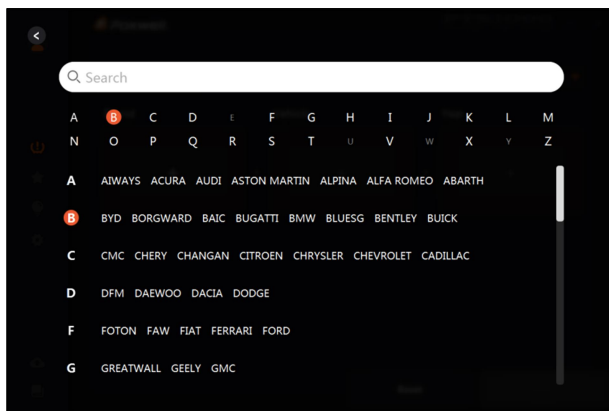 Search
A B C D E F G H I J K L M
N O P Q R S T U V W X Y Z
A AIWAYS ACURA AUDI ASTON MARTIN ALPINA ALFA ROMEO ABARTH
B BYD BORGWARD BAIC BUGATTI BMW BLUESG BENTLEY BUICK
C CMC CHERY CHANGAN CITROEN CHRYSLER CHEVROLET CADILLAC
D DFM DAEWOO DACIA DODGE
F FOTON FAW FIAT FERRARI FORD
G GREATWALL GEELY GMC